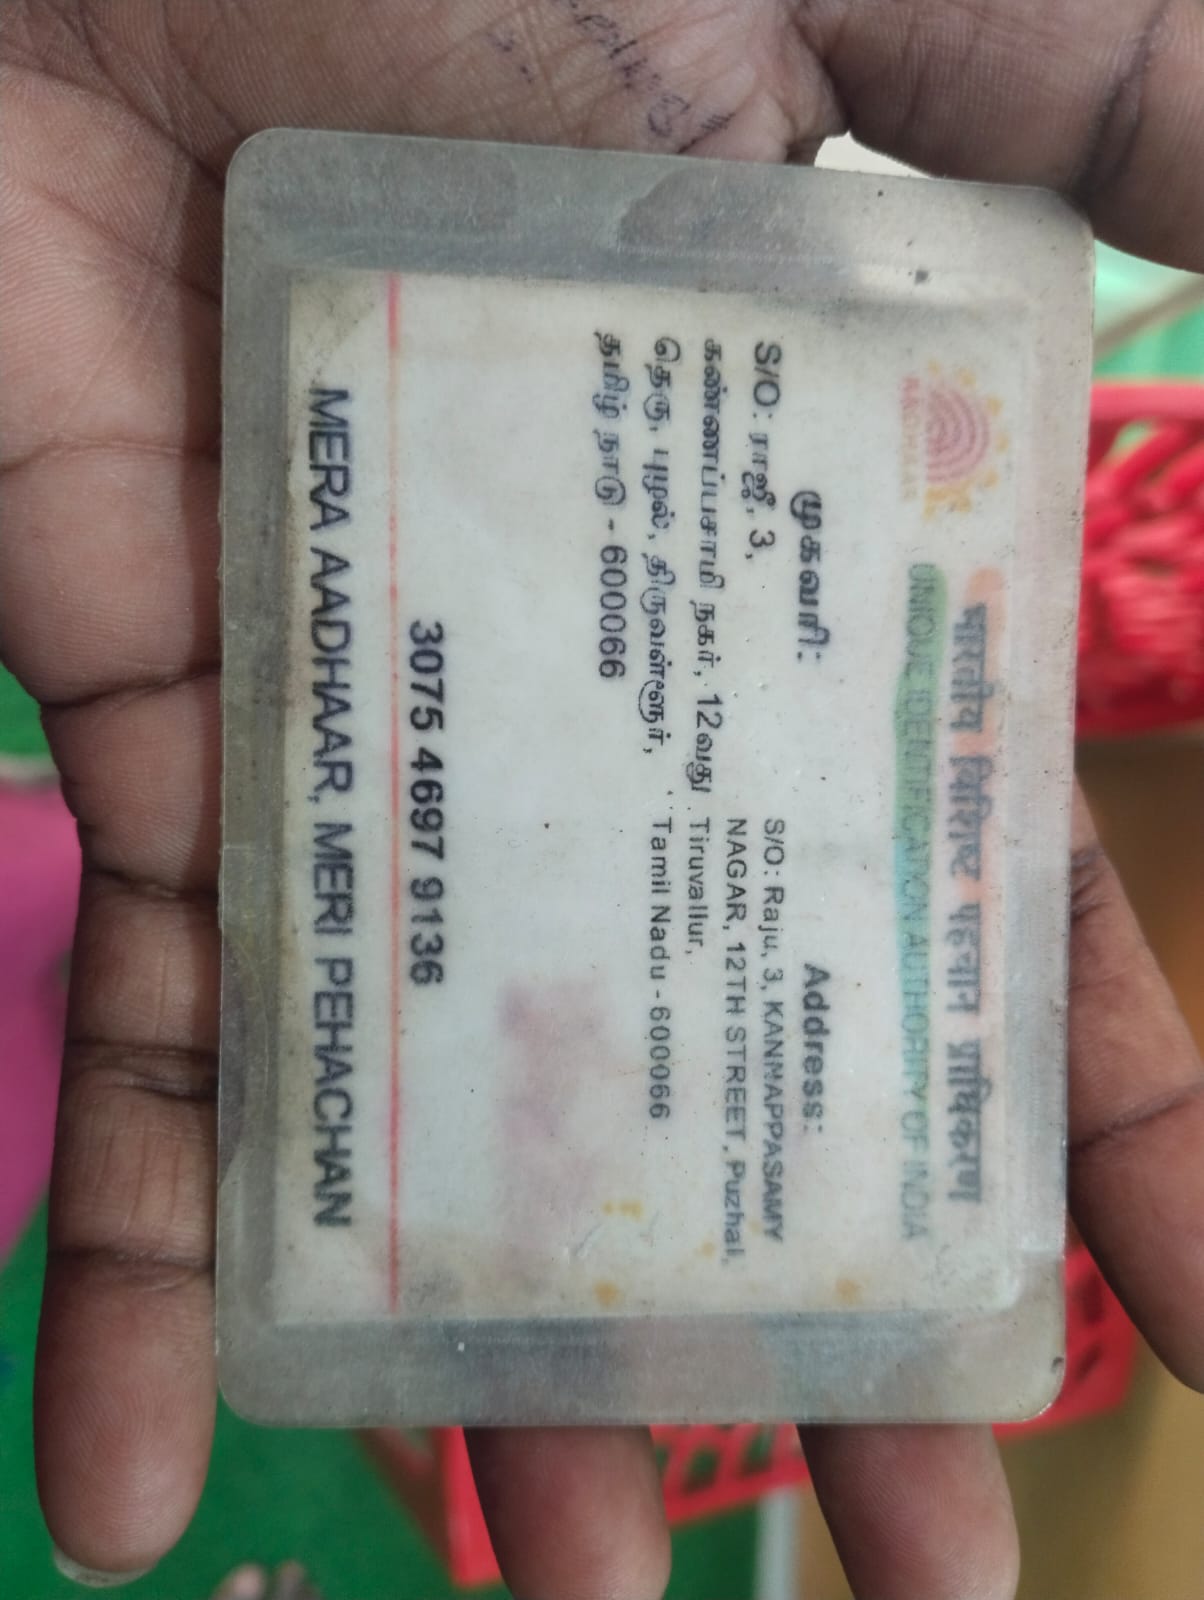 भारतीय विशिष्ट पहचान प्राधिकरण
UNIQUE IDENTIFICATION AUTHORITY OF INDIA
AADHAAR
முகவரி:
S/O: ராஜீ, 3,
கண்ணப்பசாமி நகர், 12வது
தெரு, புழல், திருவள்ளூர்,
தமிழ் நாடு - 600066
Address:
S/O: Raju, 3, KANNAPPASAMY
NAGAR, 12TH STREET, Puzhal,
Tiruvallur,
Tamil Nadu - 600066
3075 4697 9136
MERA AADHAAR, MERI PEHACHAN